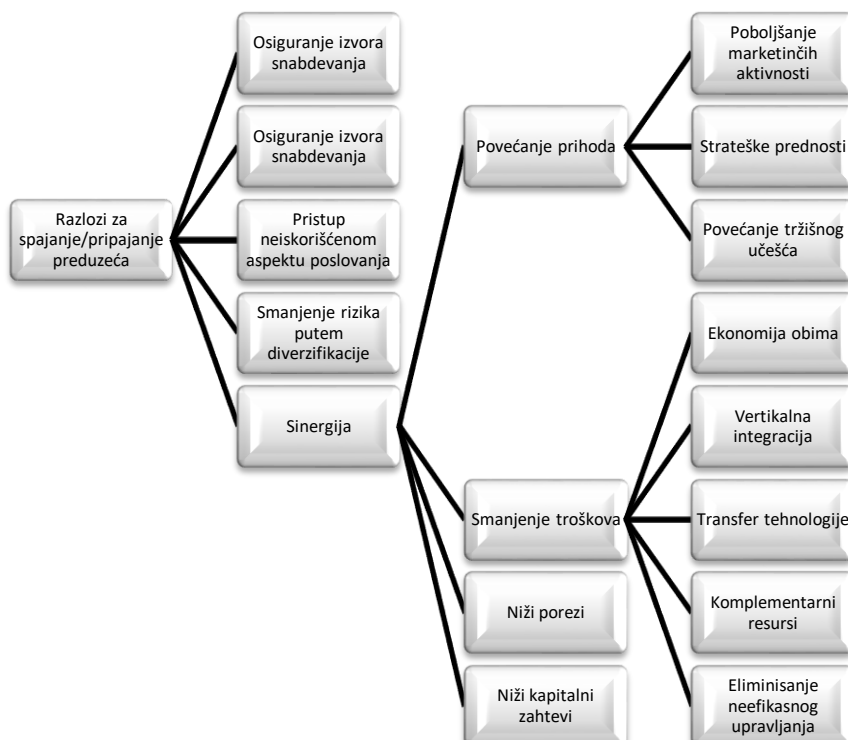 Razlozi za
spajanje/pripajanje
preduzeća
Osiguranje izvora
snabdevanja
Osiguranje izvora
snabdevanja
Pristup
neiskorišćenom
aspektu poslovanja
Smanjenje rizika
putem
diverzifikacije
Sinergija
Povećanje prihoda
Poboljšanje
marketinčih
aktivnosti
Strateške prednosti
Povećanje tržišnog
učešća
Smanjenje troškova
Ekonomija obima
Vertikalna
integracija
Transfer tehnologije
Komplementarni
resursi
Eliminisanje
neefikasnog
upravljanja
Niži porezi
Niži kapitalni
zahtevi